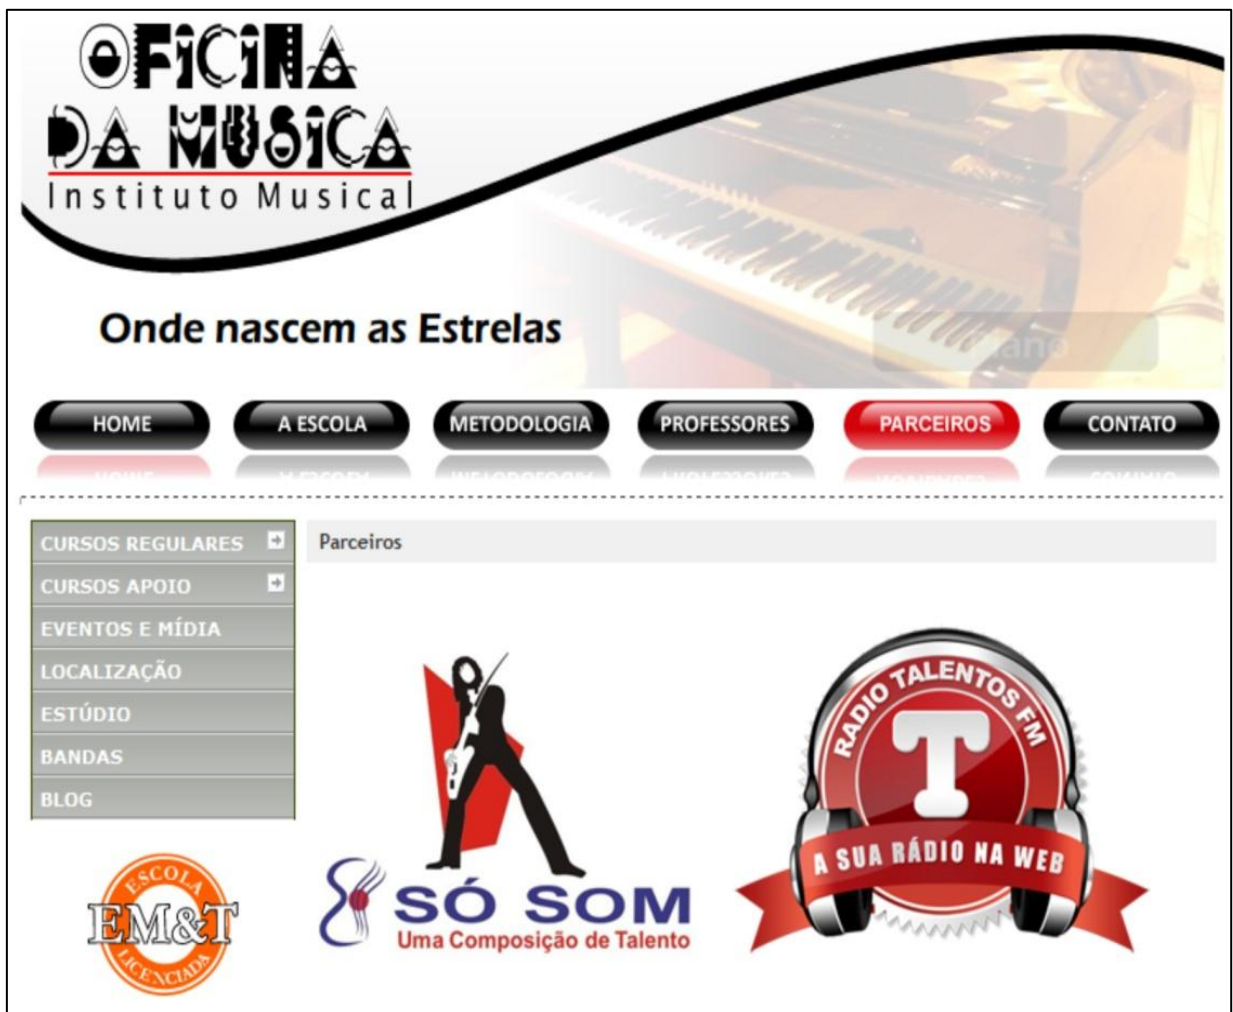 OFICINA
DA MUSICA
Instituto Musical
Onde nascem as Estrelas
Piano
HOME
A ESCOLA
METODOLOGIA
PROFESSORES
PARCEIROS
CONTATO
CURSOS REGULARES
CURSOS APOIO
EVENTOS E MÍDIA
LOCALIZAÇÃO
ESTÚDIO
BANDAS
BLOG
Parceiros
ESCOLA
EM&T
LICENCIADA
SÓ SOM
Uma Composição de Talento
RADIO TALENTOS FM
T
A SUA RÁDIO NA WEB